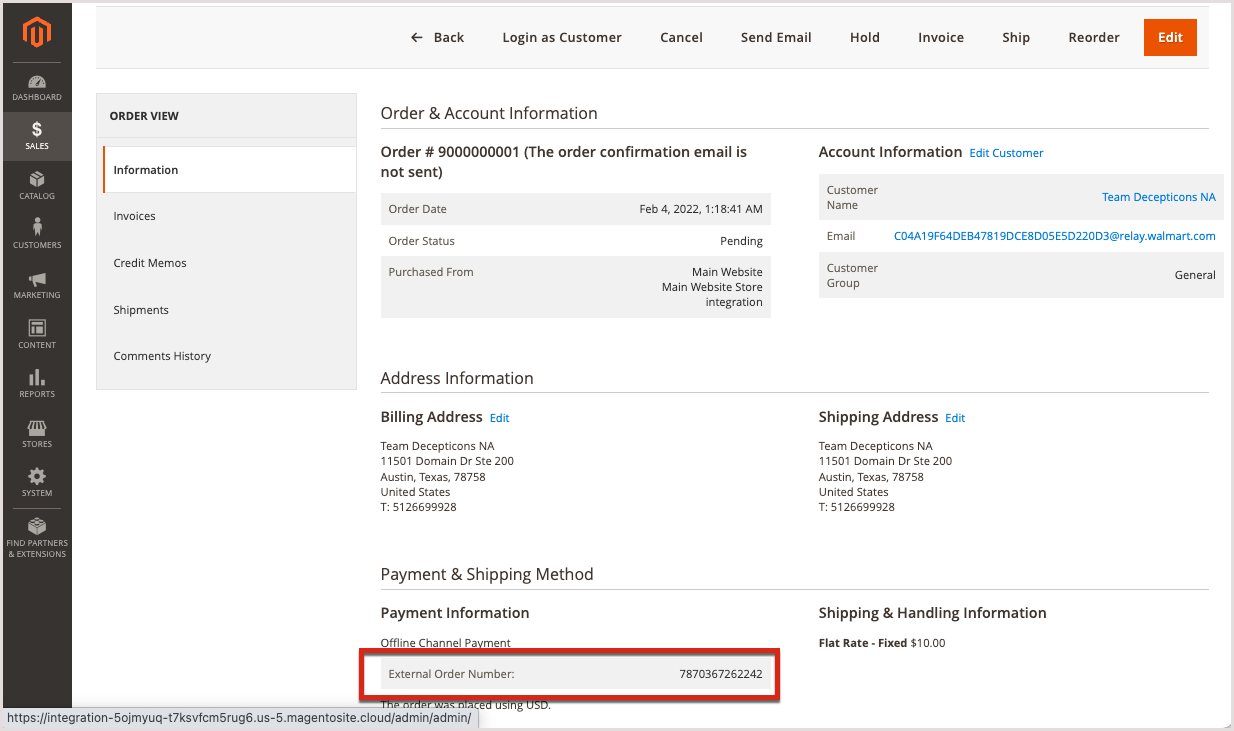 Back
Login as Customer
Cancel
Send Email
Hold
Invoice
Ship
Reorder
Edit
DASHBOARD
SALES
CATALOG
CUSTOMERS
MARKETING
CONTENT
REPORTS
STORES
SYSTEM
FIND PARTNERS
& EXTENSIONS
ORDER VIEW
Information
Invoices
Credit Memos
Shipments
Comments History
Order & Account Information
Order # 9000000001 (The order confirmation email is
not sent)
Order Date Feb 4, 2022, 1:18:41 AM
Order Status Pending
Purchased From Main Website
Main Website Store
integration
Account Information Edit Customer
Customer
Name
Team Decepticons NA
Email C04A19F64DEB47819DCE8D05E5D220D3@relay.walmart.com
Customer
Group
General
Address Information
Billing Address Edit
Team Decepticons NA
11501 Domain Dr Ste 200
Austin, Texas, 78758
United States
T: 5126699928
Shipping Address Edit
Team Decepticons NA
11501 Domain Dr Ste 200
Austin, Texas, 78758
United States
T: 5126699928
Payment & Shipping Method
Payment Information
Offline Channel Payment
External Order Number: 7870367262242
The order was placed using USD.
Shipping & Handling Information
Flat Rate - Fixed $10.00
https://integration-5ojmyuq-t7ksvfcm5rug6.us-5.magentosite.cloud/admin/admin/